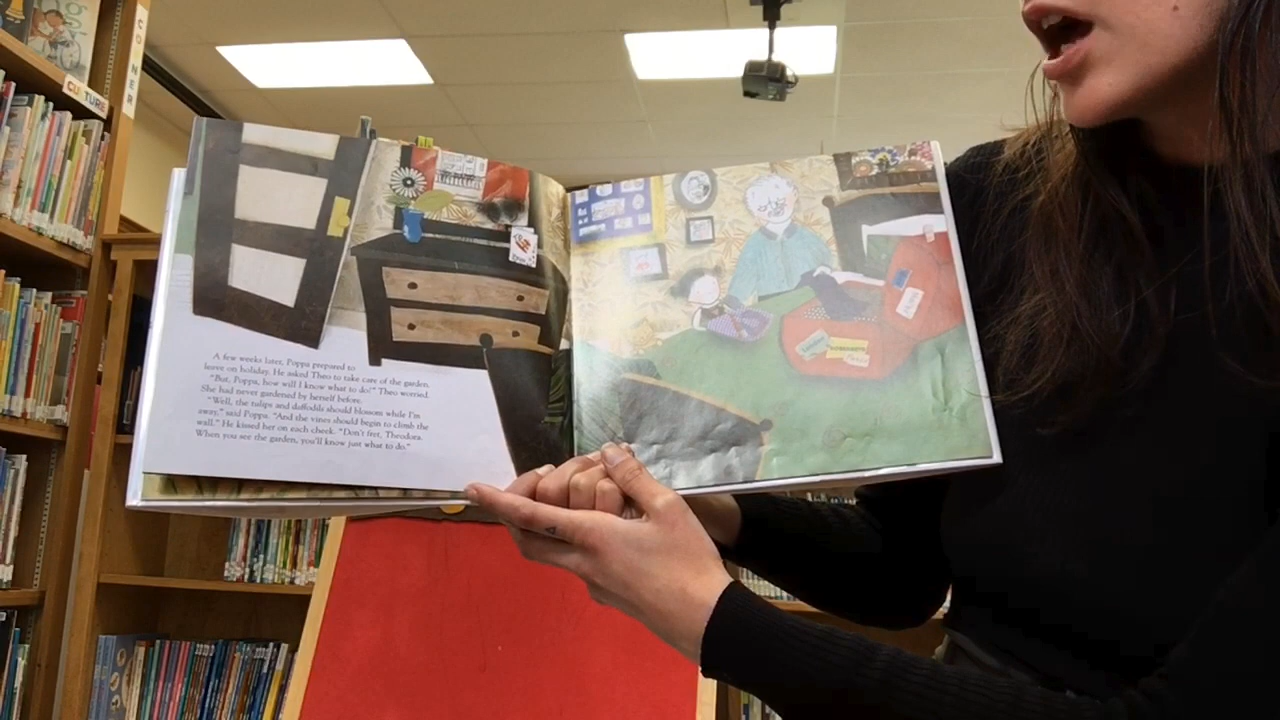 CORNER
CULTURE
A few weeks later, Poppa prepared to
leave on holiday. He asked Theo to take care of the garden.
"But, Poppa, how will I know what to do?" Theo worried.
She had never gardened by herself before.
"Well, the tulips and daffodils should blossom while I'm
away," said Poppa. "And the vines should begin to climb the
wall." He kissed her on each cheek. "Don't fret, Theodora.
When you see the garden, you'll know just what to do."